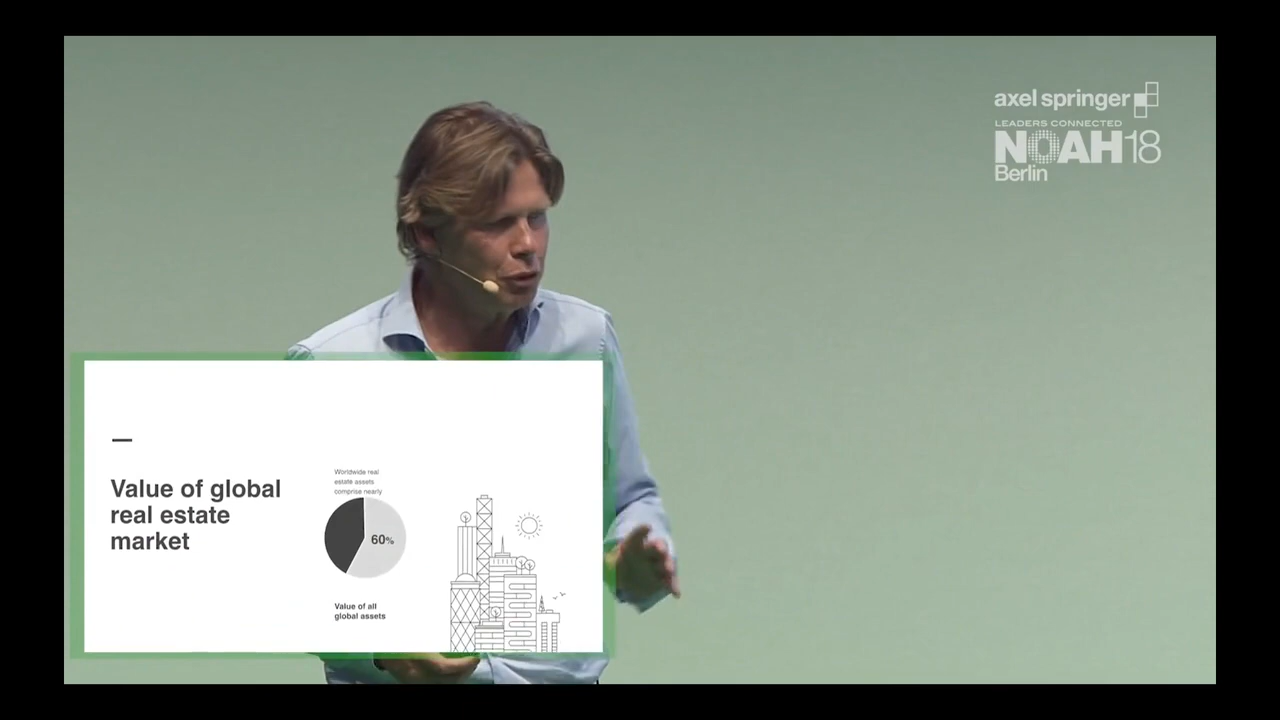 axel springer
LEADERS CONNECTED
NOAH18
Berlin
Value of global
real estate
market
Worldwide real
estate assets
comprise nearly
60%
Value of all
global assets